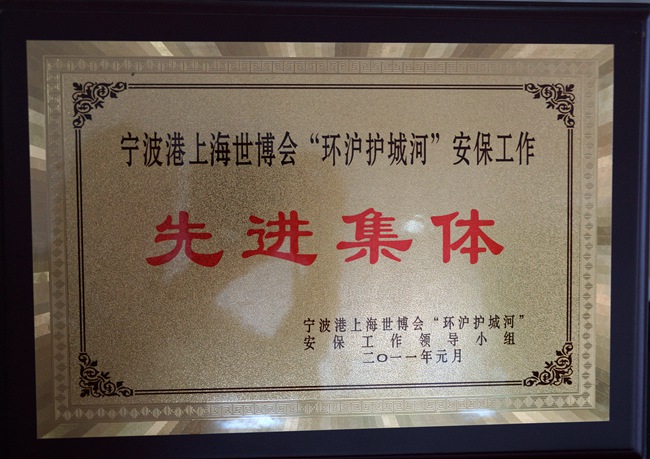 宁波港上海世博会“环沪护城河”安保工作
先进集体
宁波港上海世博会“环沪护城河”
安保工作领导小组
二〇一一年元月